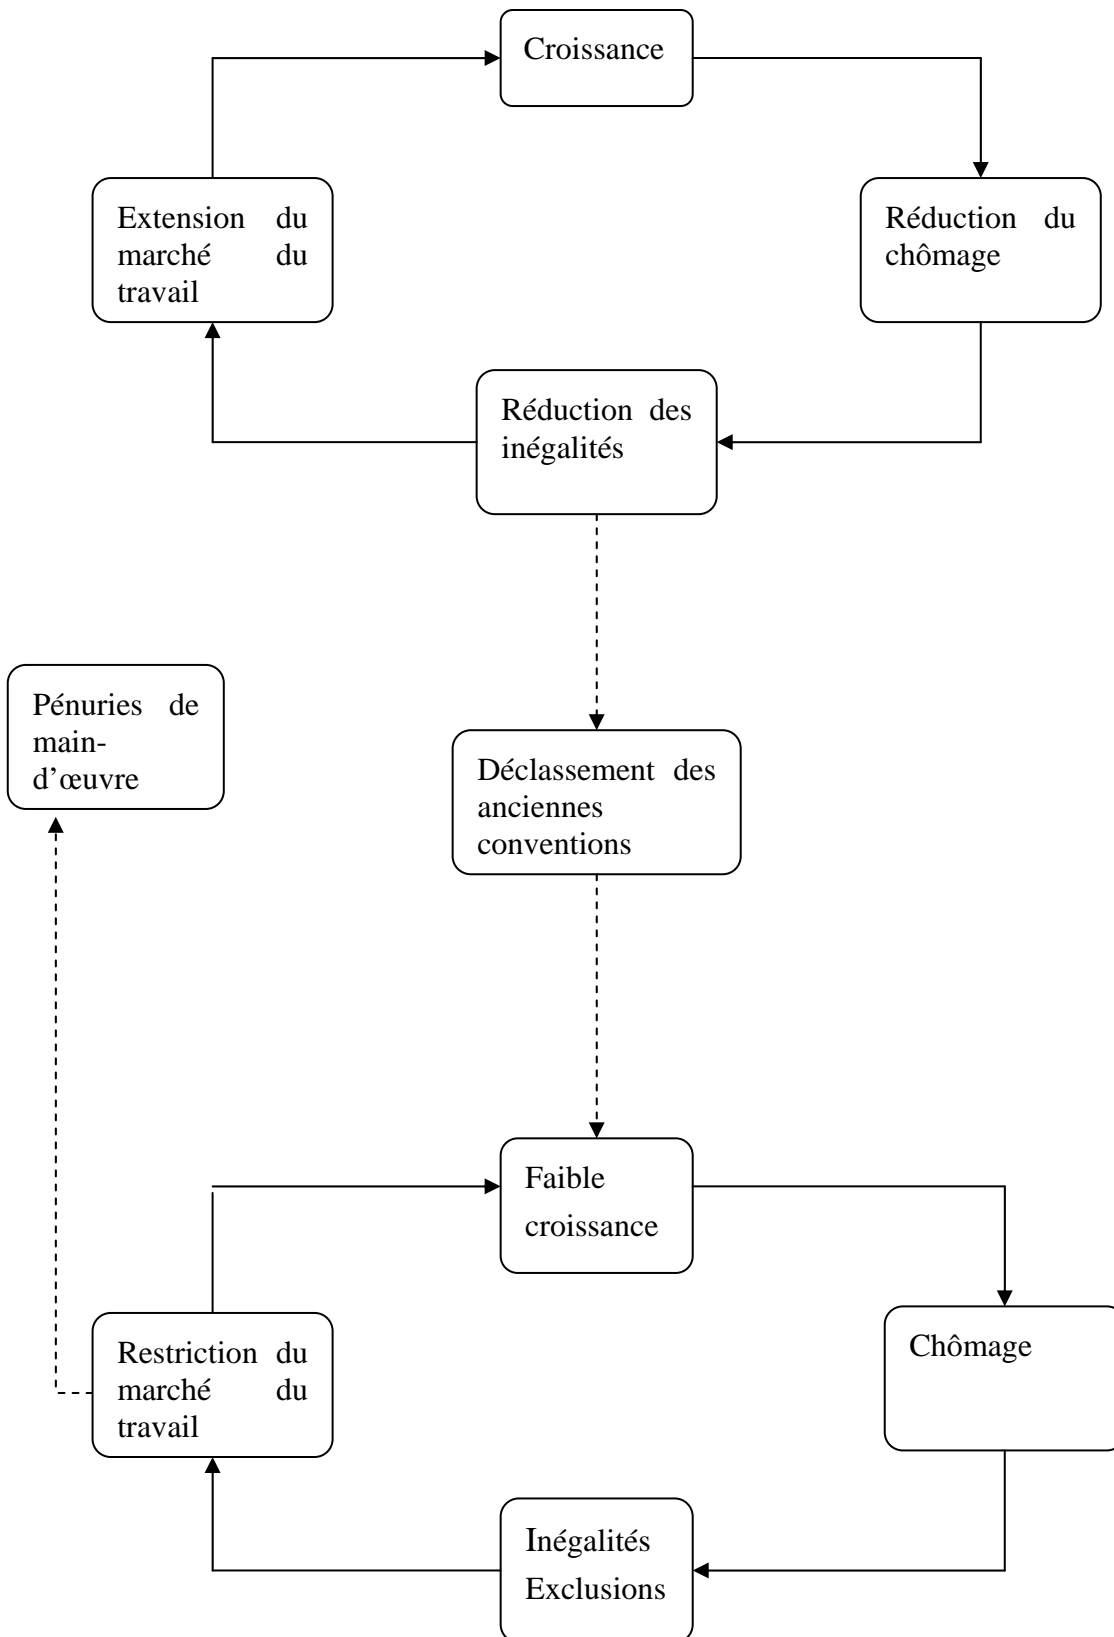 Croissance
Extension du
marché du
travail
Réduction du
chômage
Réduction des
inégalités
Pénuries de
main-
d'œuvre
Déclassement des
anciennes
conventions
Faible
croissance
Restriction du
marché du
travail
Chômage
Inégalités
Exclusions